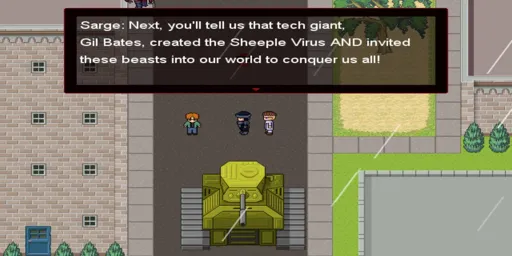 Sarge: Next, you'll tell us that tech giant,
Gil Bates, created the Sheeple Virus AND invited
these beasts into our world to conquer us all!